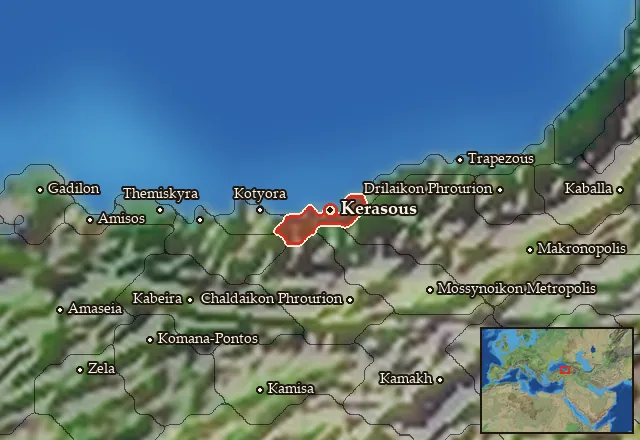 Trapezous
Gadilon
Themiskyra
Kotyora
Drilaikon Phrourion
Kaballa
Amisos
Kerasous
Makronopolis
Kabeira
Chaldaikon Phrourion
Mossynoikon Metropolis
Amaseia
Komana-Pontos
Zela
Kamisa
Kamakh